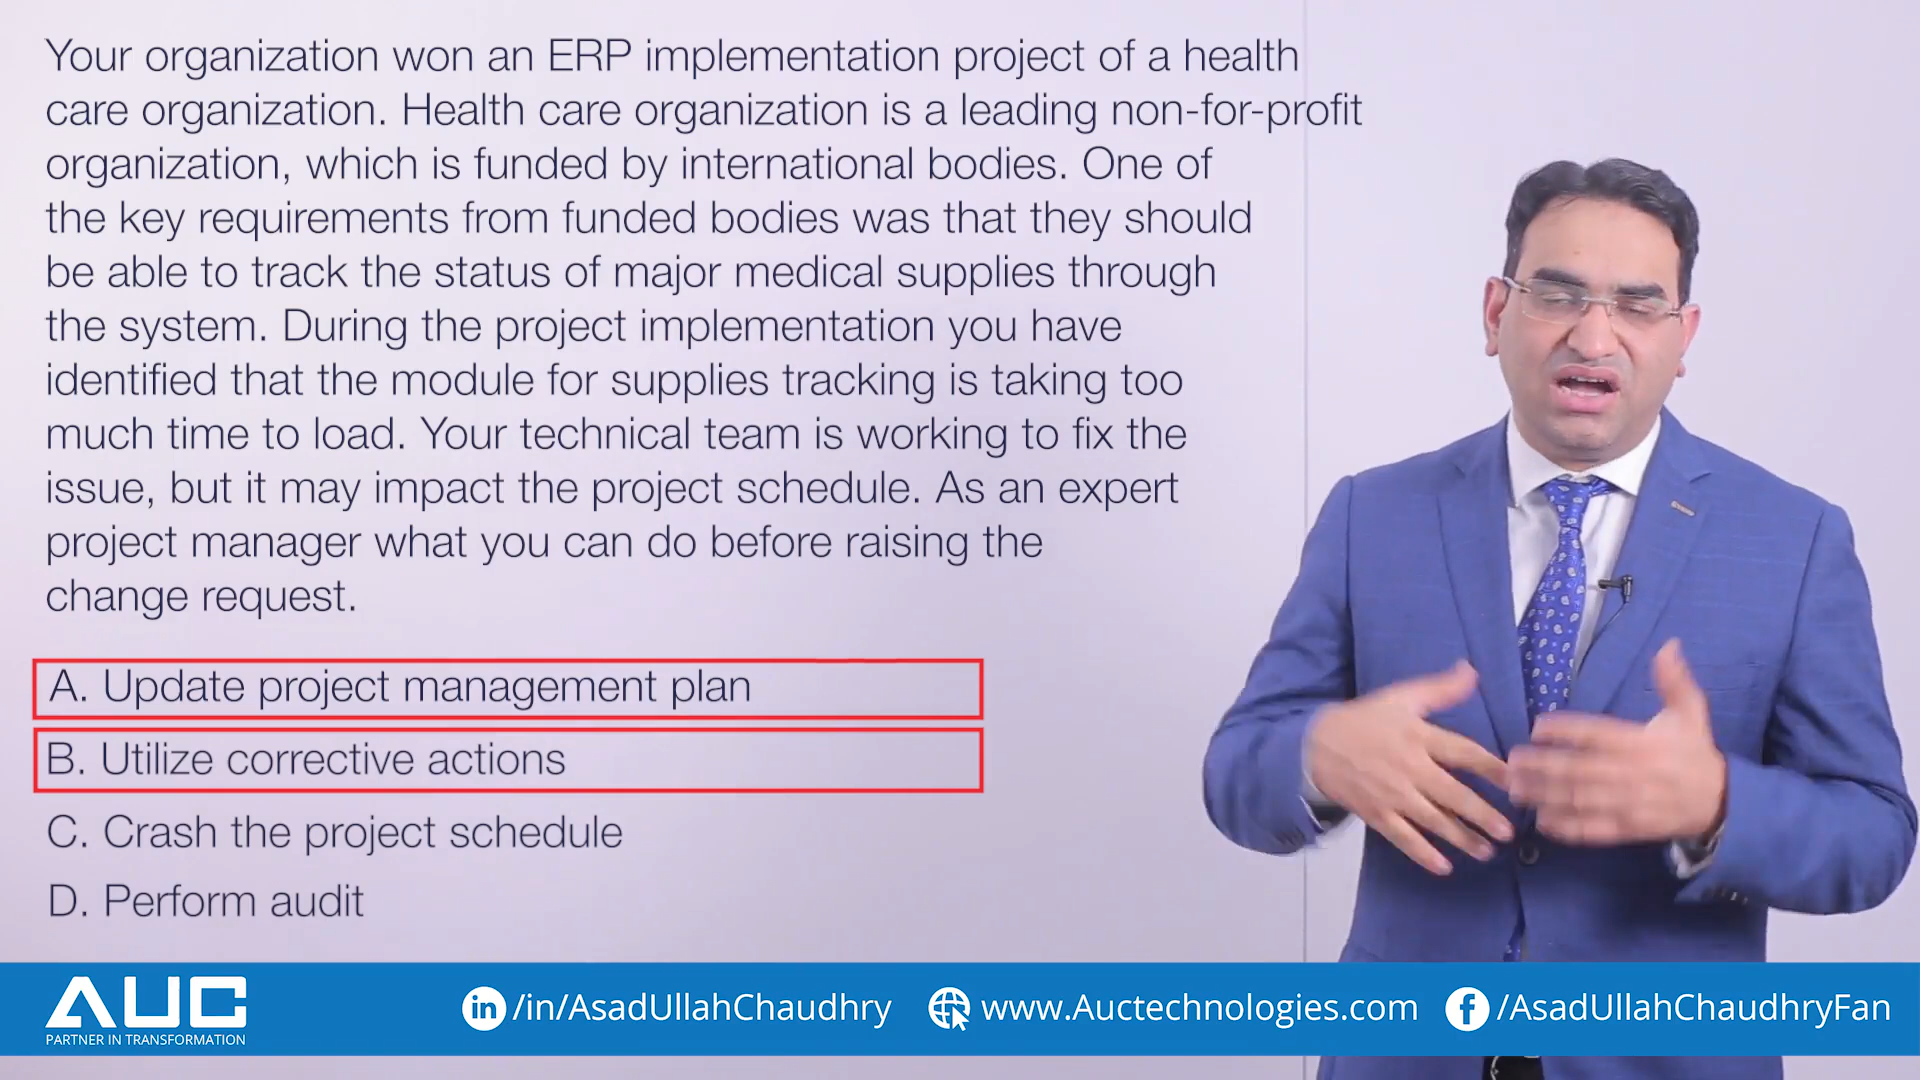 Your organization won an ERP implementation project of a health
care organization. Health care organization is a leading non-for-profit
organization, which is funded by international bodies. One of
the key requirements from funded bodies was that they should
be able to track the status of major medical supplies through
the system. During the project implementation you have
identified that the module for supplies tracking is taking too
much time to load. Your technical team is working to fix the
issue, but it may impact the project schedule. As an expert
project manager what you can do before raising the
change request.
A. Update project management plan
B. Utilize corrective actions
C. Crash the project schedule
D. Perform audit
AUC
PARTNER IN TRANSFORMATION
in /in/AsadUllahChaudhry
www.Auctechnologies.com
f /AsadUllahChaudhryFan